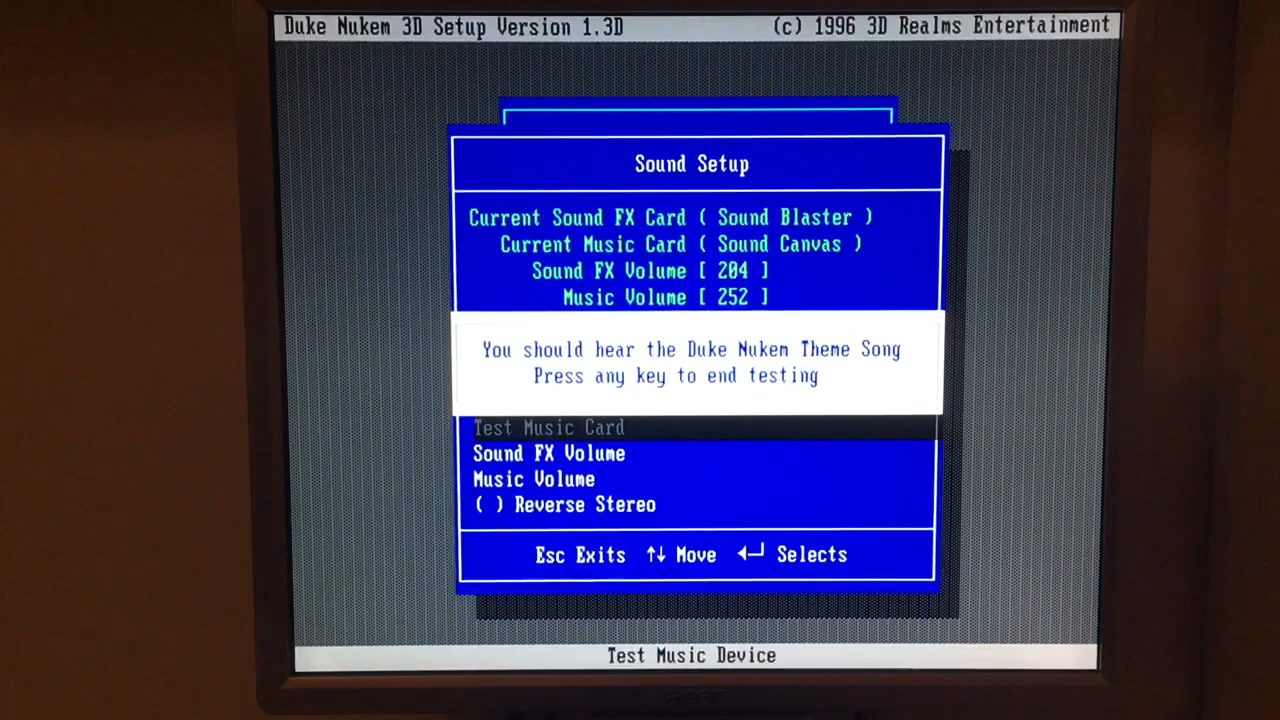 Duke Nukem 3D Setup Version 1.3D (c) 1996 3D Realms Entertainment
Sound Setup
Current Sound FX Card ( Sound Blaster )
Current Music Card ( Sound Canvas )
Sound FX Volume [ 204 ]
Music Volume [ 252 ]
You should hear the Duke Nukem Theme Song
Press any key to end testing
Test Music Card
Sound FX Volume
Music Volume
( ) Reverse Stereo
Esc Exits ↑↓ Move ◄─┘ Selects
Test Music Device